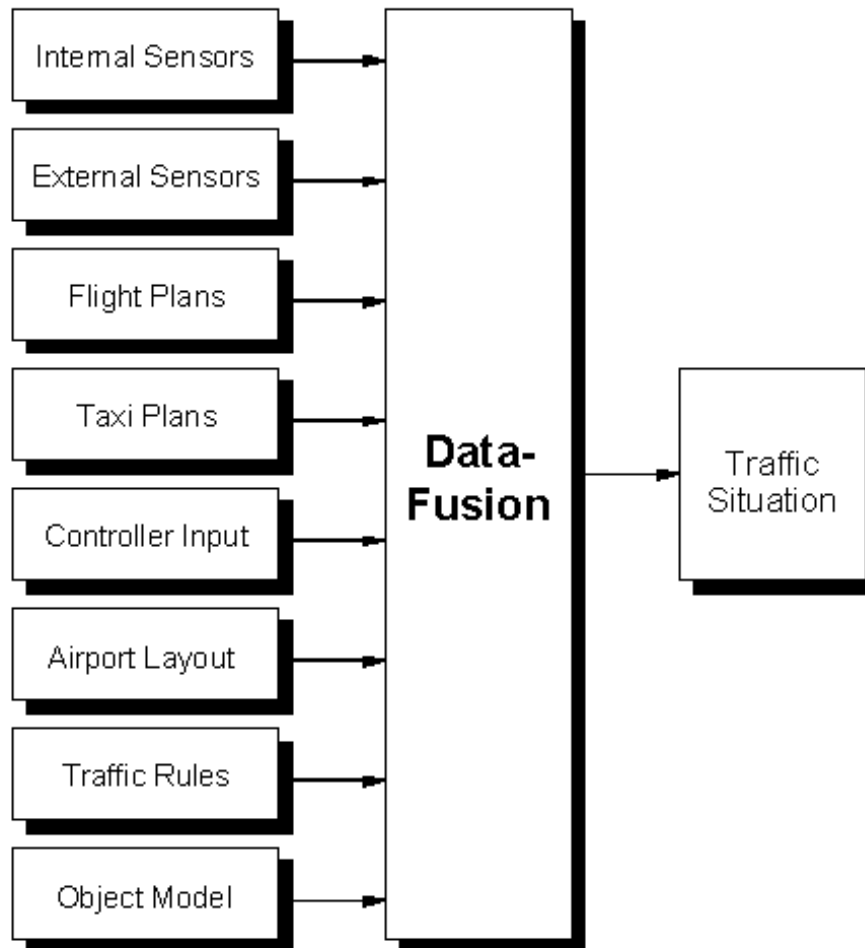 Internal Sensors
External Sensors
Flight Plans
Taxi Plans
Controller Input
Airport Layout
Traffic Rules
Object Model
Data-
Fusion
Traffic
Situation